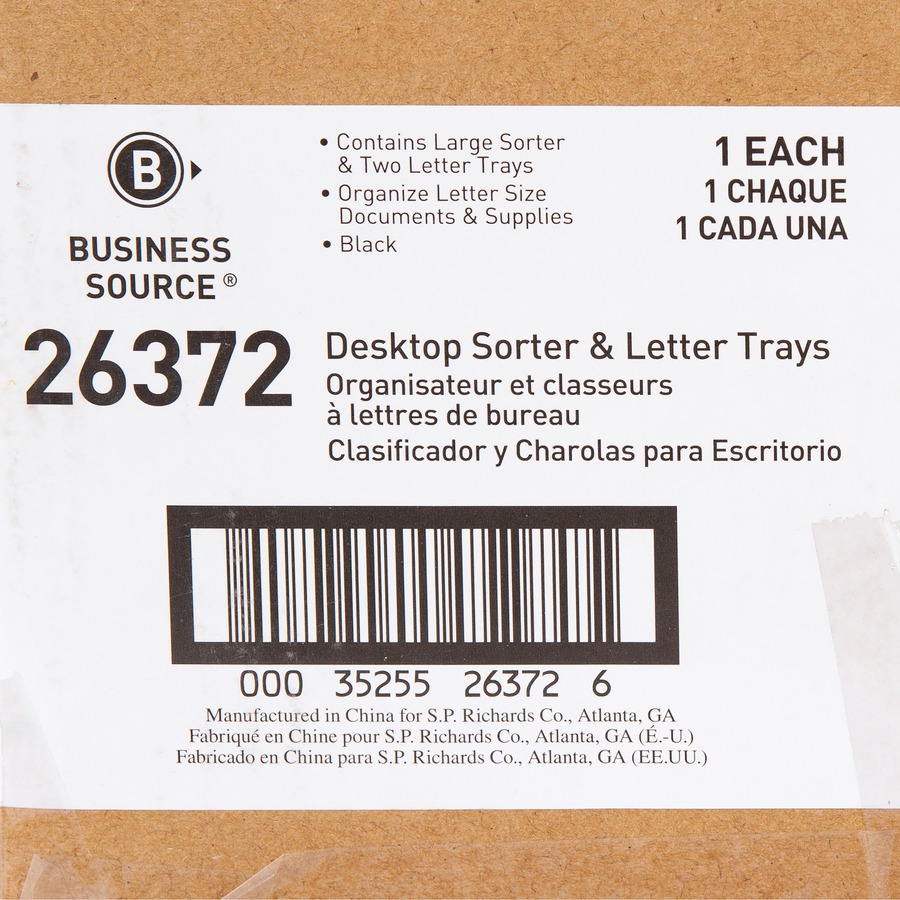 B
BUSINESS
SOURCE®
• Contains Large Sorter
& Two Letter Trays
• Organize Letter Size
Documents & Supplies
• Black
1 EACH
1 CHAQUE
1 CADA UNA
26372
Desktop Sorter & Letter Trays
Organisateur et classeurs
à lettres de bureau
Clasificador y Charolas para Escritorio
000 35255 26372 6
Manufactured in China for S.P. Richards Co., Atlanta, GA
Fabriqué en Chine pour S.P. Richards Co., Atlanta, GA (É.-U.)
Fabricado en China para S.P. Richards Co., Atlanta, GA (EE.UU.)